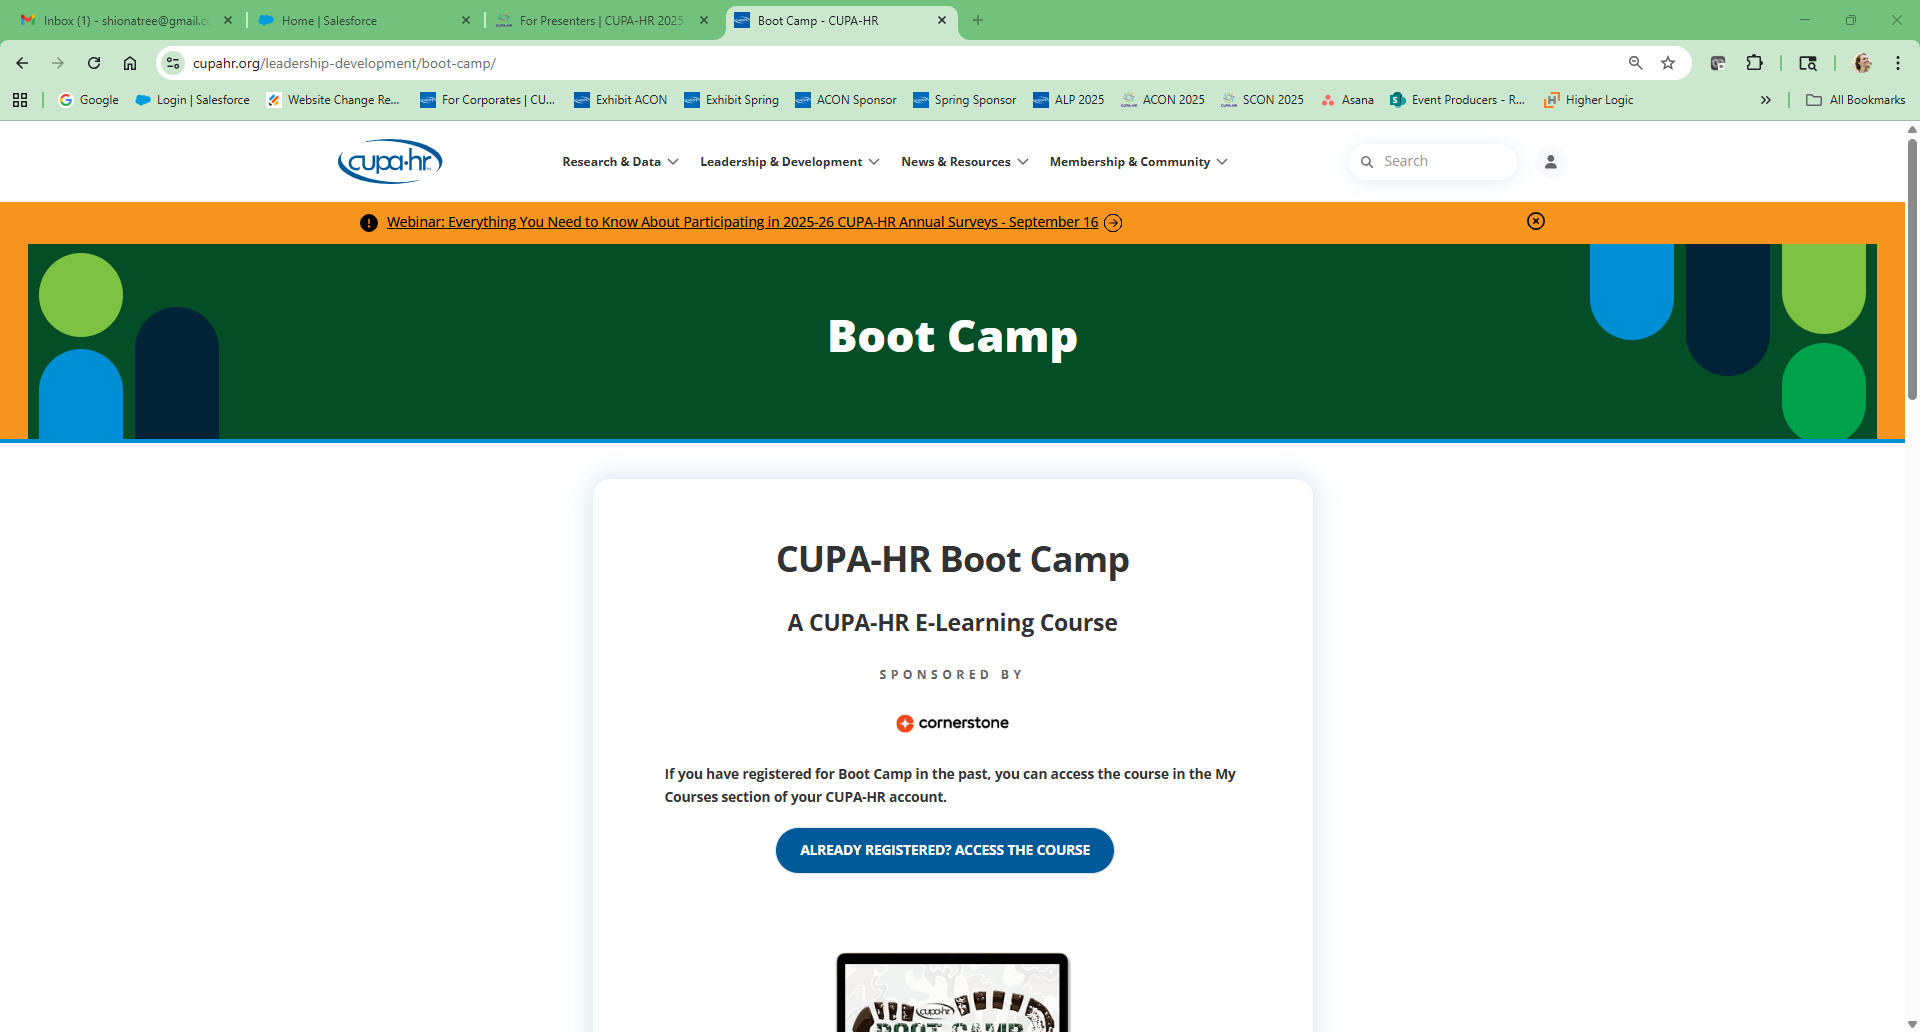 Inbox (1) - shionatree@gmail.c
Home | Salesforce
For Presenters | CUPA-HR 2025
Boot Camp - CUPA-HR
cupahr.org/leadership-development/boot-camp/
Google
Login | Salesforce
Website Change Re...
For Corporates | CU...
Exhibit ACON
Exhibit Spring
ACON Sponsor
Spring Sponsor
ALP 2025
ACON 2025
SCON 2025
Asana
Event Producers - R...
Higher Logic
All Bookmarks
cupa-hr
Research & Data
Leadership & Development
News & Resources
Membership & Community
Search
Webinar: Everything You Need to Know About Participating in 2025-26 CUPA-HR Annual Surveys - September 16
Boot Camp
CUPA-HR Boot Camp
A CUPA-HR E-Learning Course
SPONSORED BY
cornerstone
If you have registered for Boot Camp in the past, you can access the course in the My
Courses section of your CUPA-HR account.
ALREADY REGISTERED? ACCESS THE COURSE
cupa-hr
BOOT CAMP